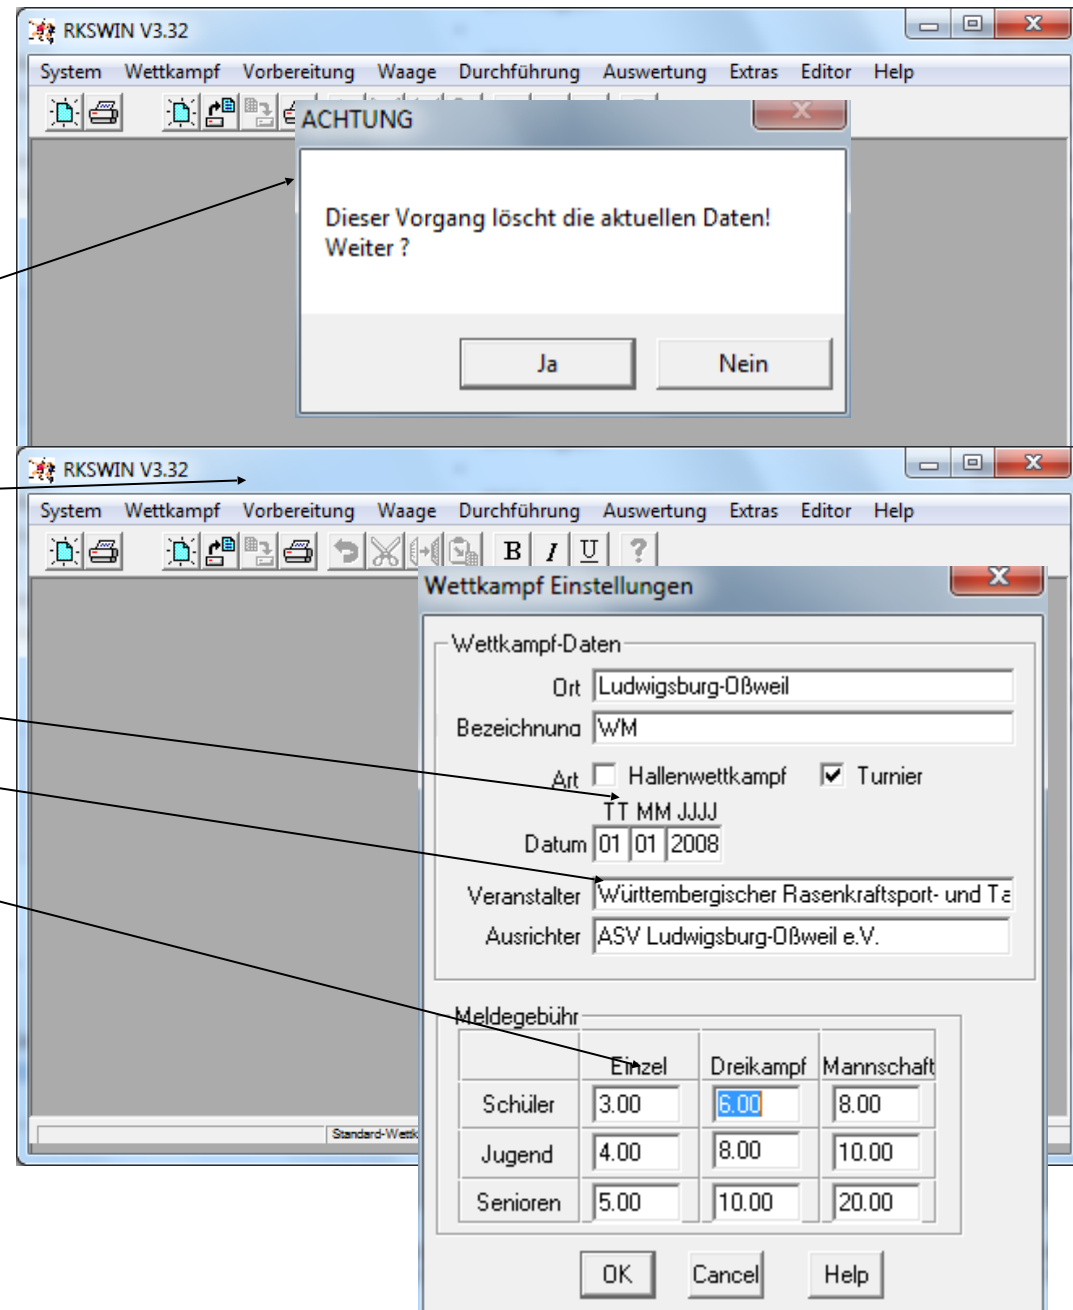 RKSWIN V3.32
System Wettkampf Vorbereitung Waage Durchführung Auswertung Extras Editor Help
ACHTUNG
Dieser Vorgang löscht die aktuellen Daten!
Weiter ?
Ja Nein
RKSWIN V3.32
System Wettkampf Vorbereitung Waage Durchführung Auswertung Extras Editor Help
B I U ?
Wettkampf Einstellungen
Wettkampf-Daten
Ort Ludwigsburg-Oßweil
Bezeichnung WM
Art Hallenwettkampf Turnier
TT MM JJJJ
Datum 01 01 2008
Veranstalter Württembergischer Rasenkraftsport- und Ta
Ausrichter ASV Ludwigsburg-Oßweil e.V.
Meldegebühr
Einzel Dreikampf Mannschaft
Schüler 3.00 6.00 8.00
Jugend 4.00 8.00 10.00
Senioren 5.00 10.00 20.00
Standard-Wettk
OK Cancel Help